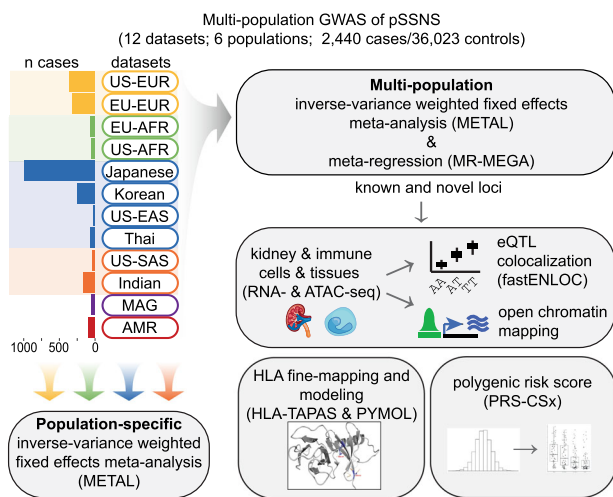 Multi-population GWAS of pSSNS
(12 datasets; 6 populations; 2,440 cases/36,023 controls)
n cases
datasets
US-EUR
EU-EUR
EU-AFR
US-AFR
Japanese
Korean
US-EAS
Thai
US-SAS
Indian
MAG
AMR
1000
500
0
Population-specific
inverse-variance weighted
fixed effects meta-analysis
(METAL)
Multi-population
inverse-variance weighted fixed effects
meta-analysis (METAL)
&
meta-regression (MR-MEGA)
known and novel loci
kidney & immune
cells & tissues
(RNA- & ATAC-seq)
AA
AT
TT
eQTL
colocalization
(fastENLOC)
open chromatin
mapping
HLA fine-mapping and
modeling
(HLA-TAPAS & PYMOL)
polygenic risk score
(PRS-CSx)